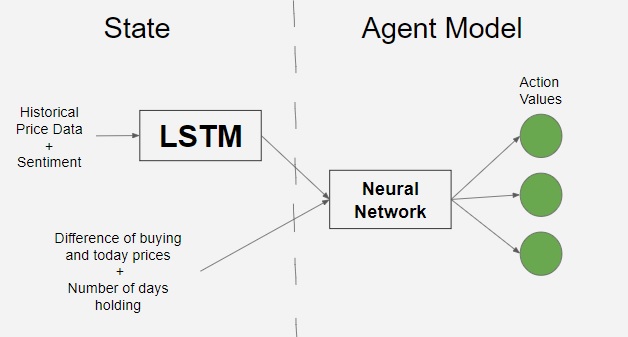 State
Agent Model
Historical
Price Data
+
Sentiment
LSTM
Difference of buying
and today prices
+
Number of days
holding
Neural
Network
Action
Values